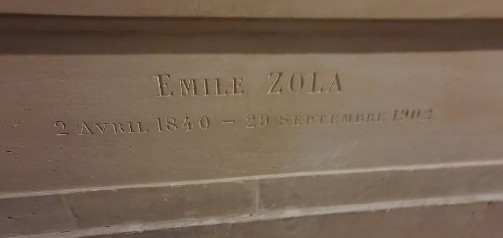 EMILE ZOLA
2 AVRIL 1840 - 29 SEPTEMBRE 1902